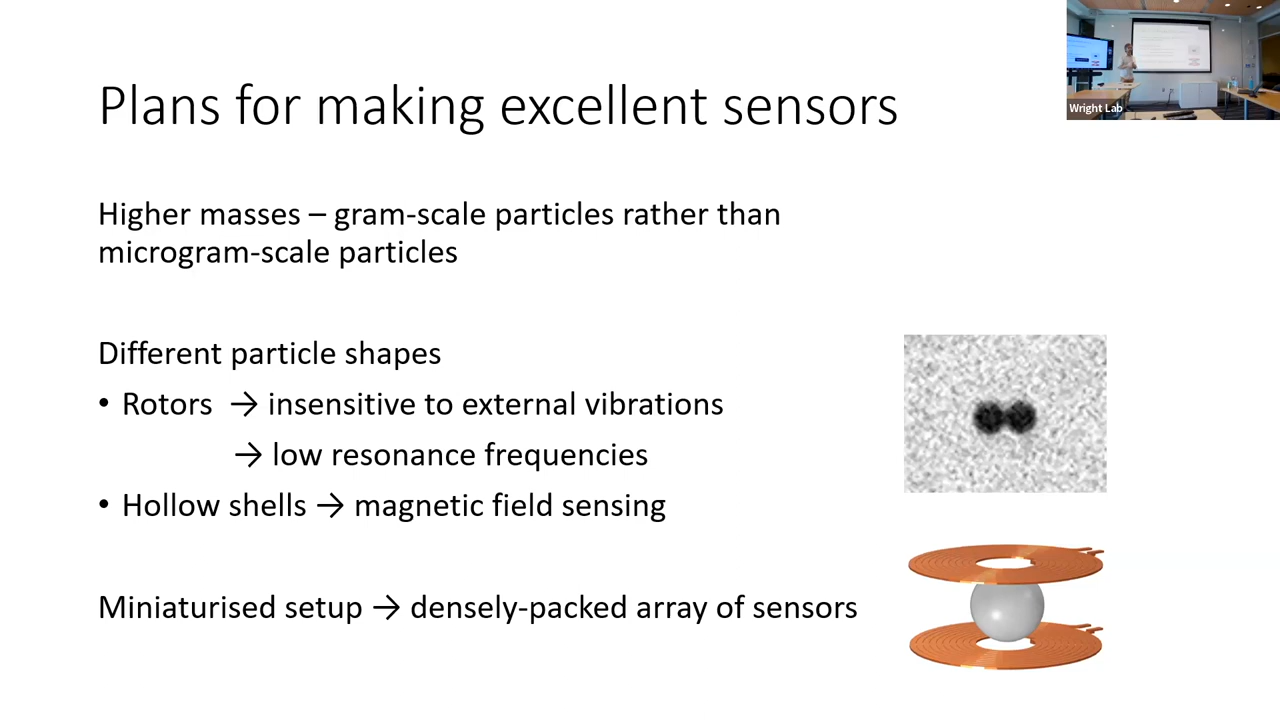 Plans for making excellent sensors
Wright Lab
Higher masses – gram-scale particles rather than
microgram-scale particles
Different particle shapes
• Rotors → insensitive to external vibrations
→ low resonance frequencies
• Hollow shells → magnetic field sensing
Miniaturised setup → densely-packed array of sensors